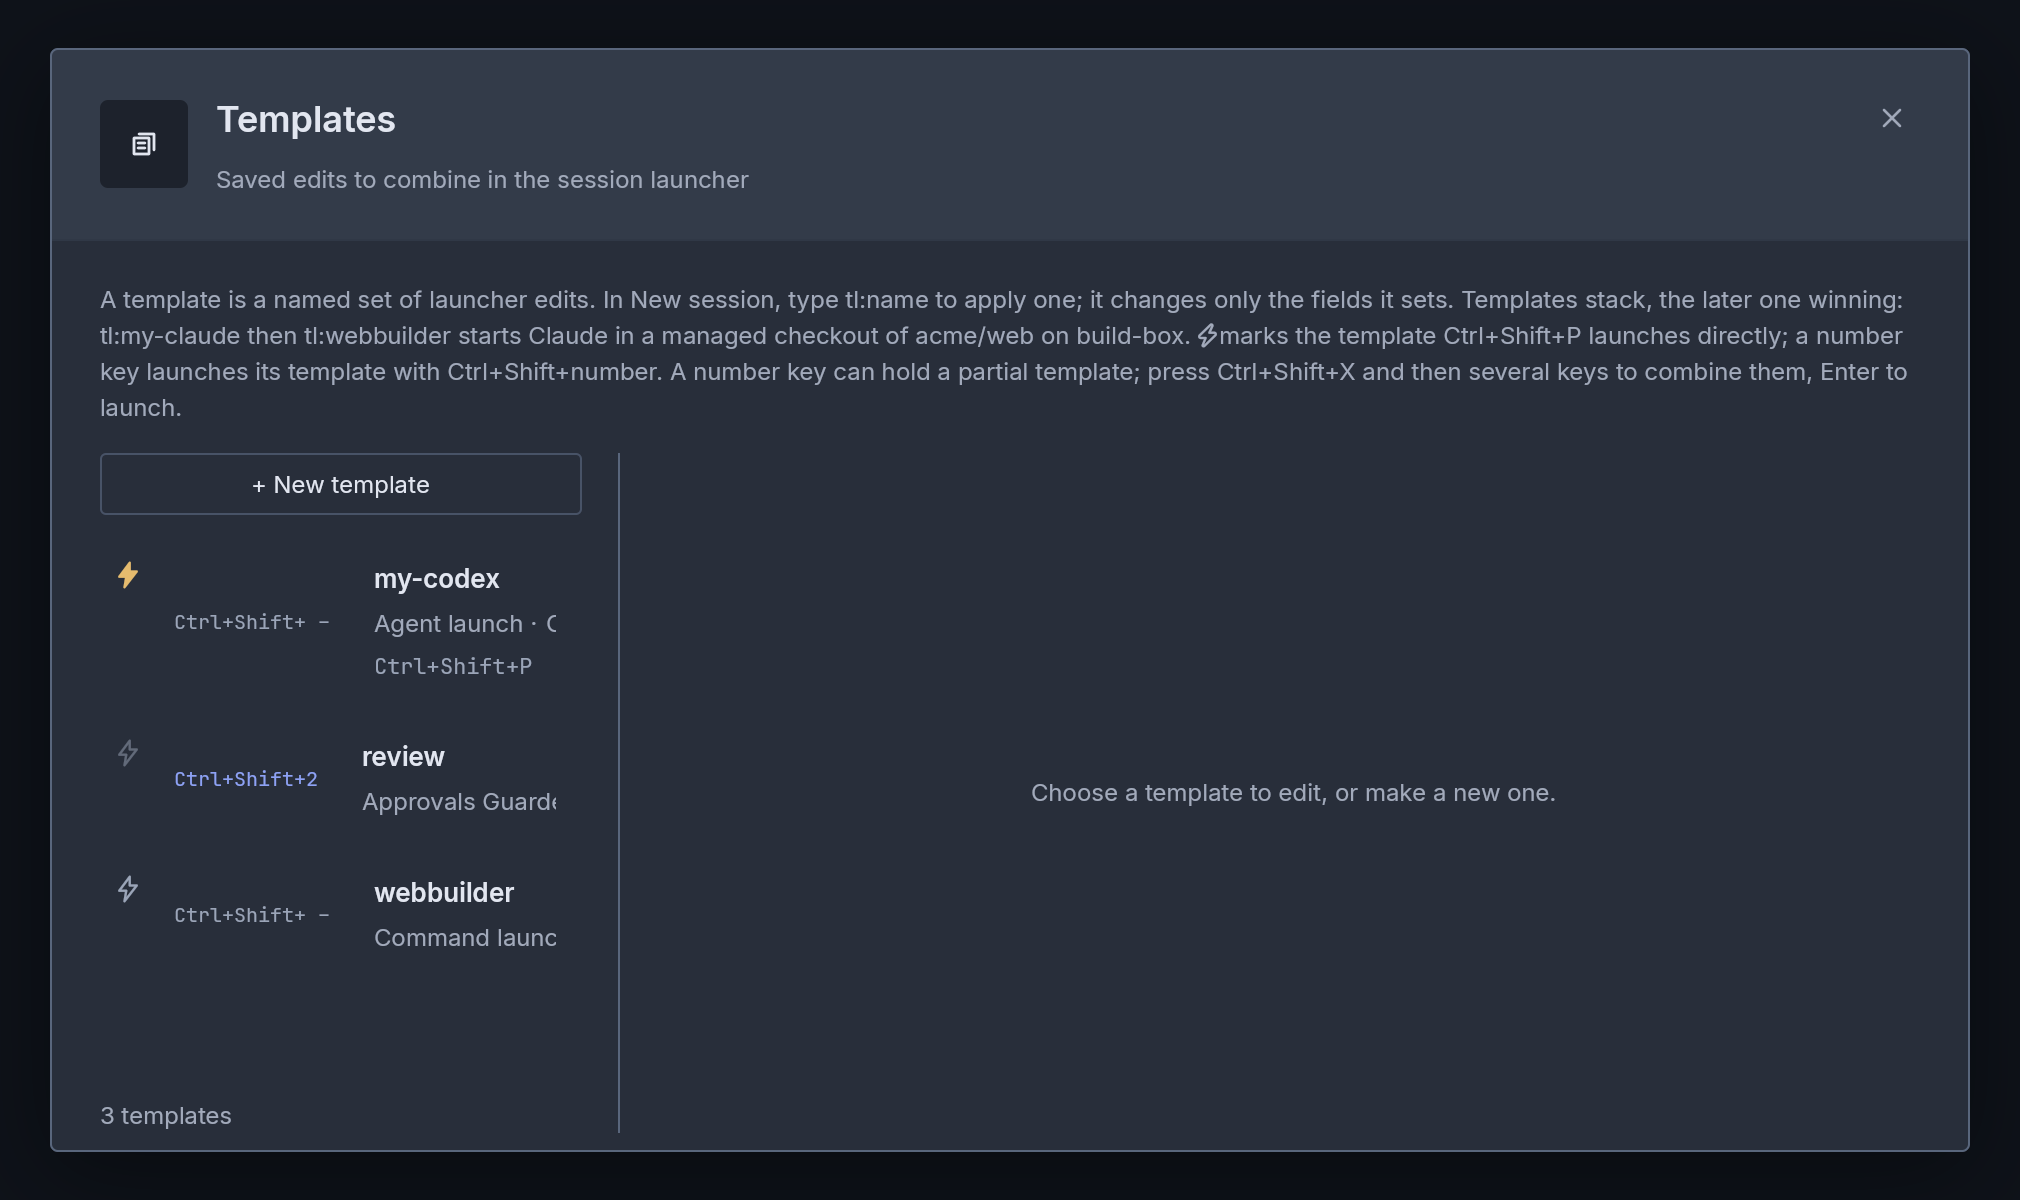 Templates
Saved edits to combine in the session launcher
A template is a named set of launcher edits. In New session, type tl:name to apply one; it changes only the fields it sets. Templates stack, the later one winning:
tl:my-claude then tl:webbuilder starts Claude in a managed checkout of acme/web on build-box. marks the template Ctrl+Shift+P launches directly; a number
key launches its template with Ctrl+Shift+number. A number key can hold a partial template; press Ctrl+Shift+X and then several keys to combine them, Enter to
launch.
+ New template
my-codex
Ctrl+Shift+ –
Agent launch ·
Ctrl+Shift+P
review
Ctrl+Shift+2
Approvals
webbuilder
Ctrl+Shift+ –
Command
3 templates
Choose a template to edit, or make a new one.